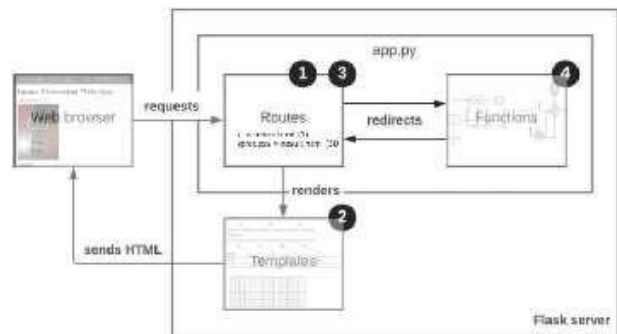 app.py
1
3
4
Web browser
requests
Routes
redirects
Functions
renders
2
sends HTML
Templates
Flask server